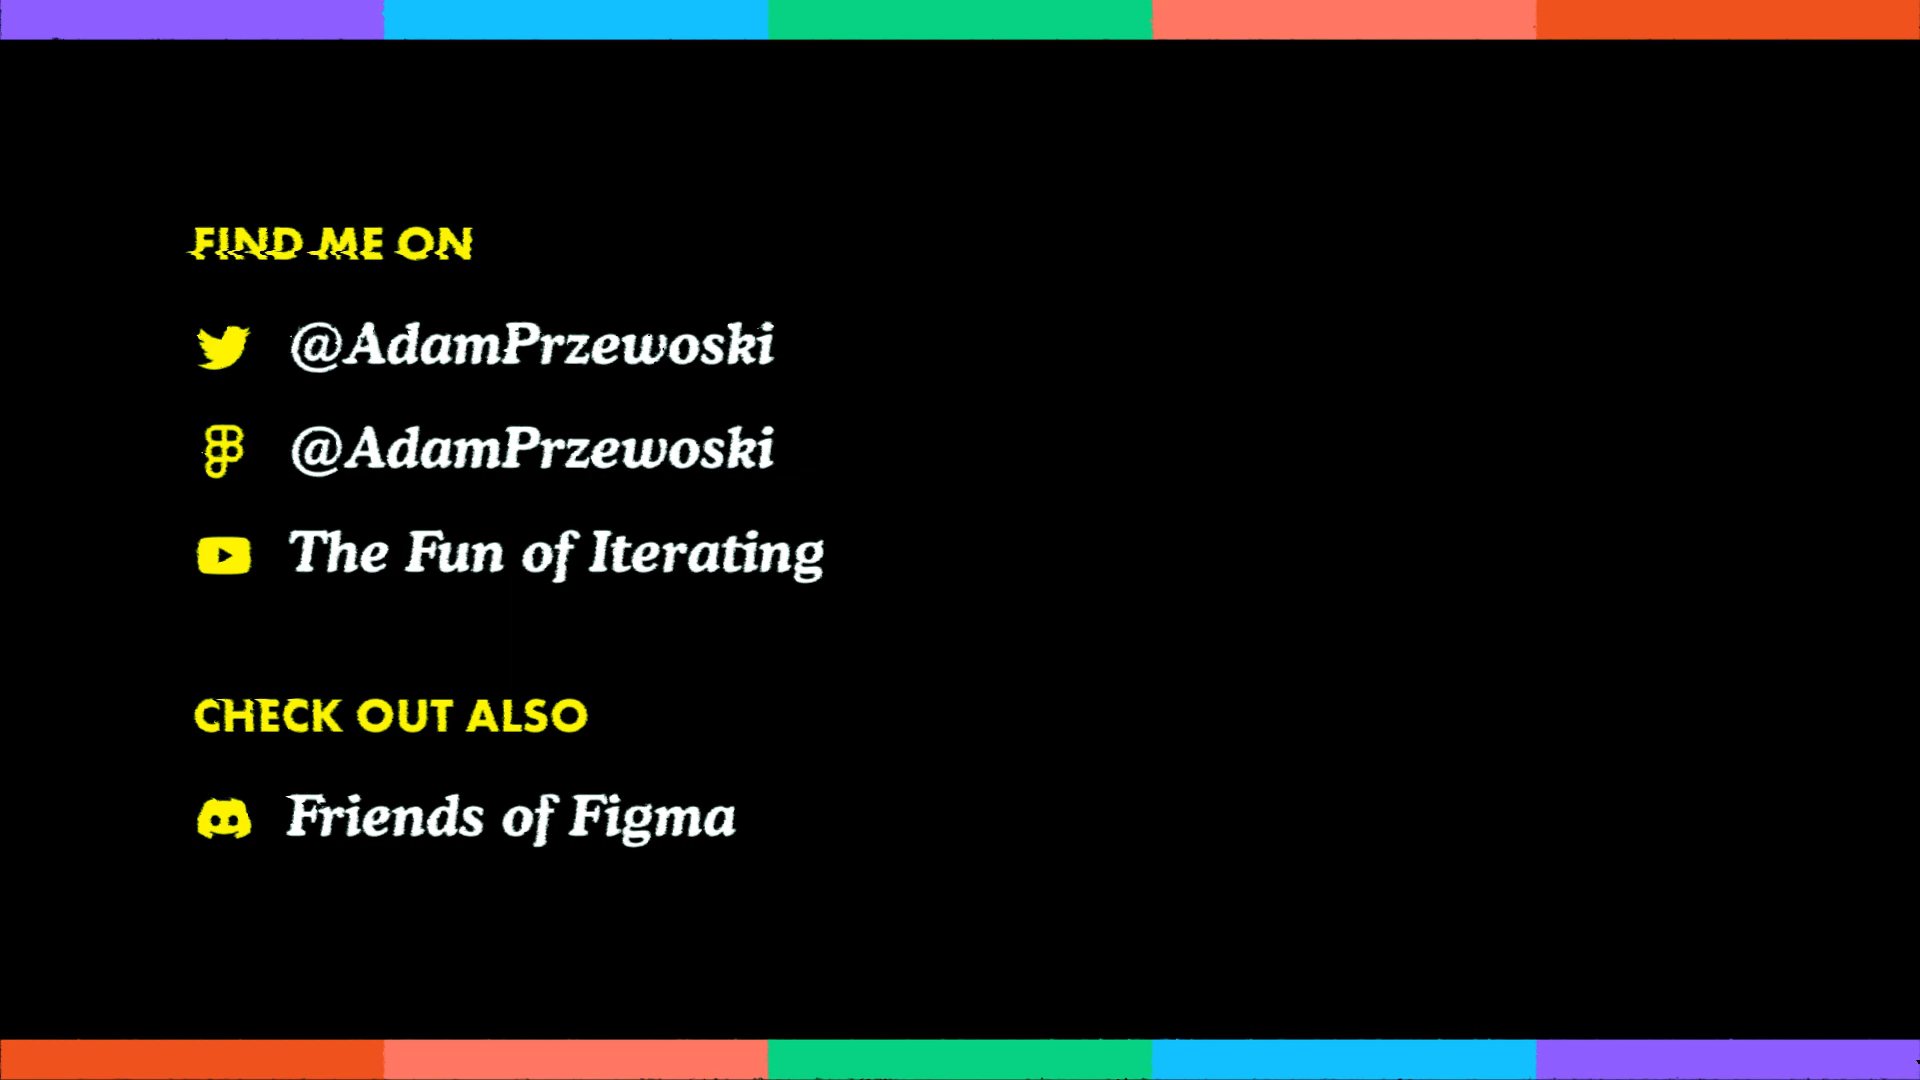 FIND ME ON
@AdamPrzewoski
@AdamPrzewoski
The Fun of Iterating
CHECK OUT ALSO
Friends of Figma